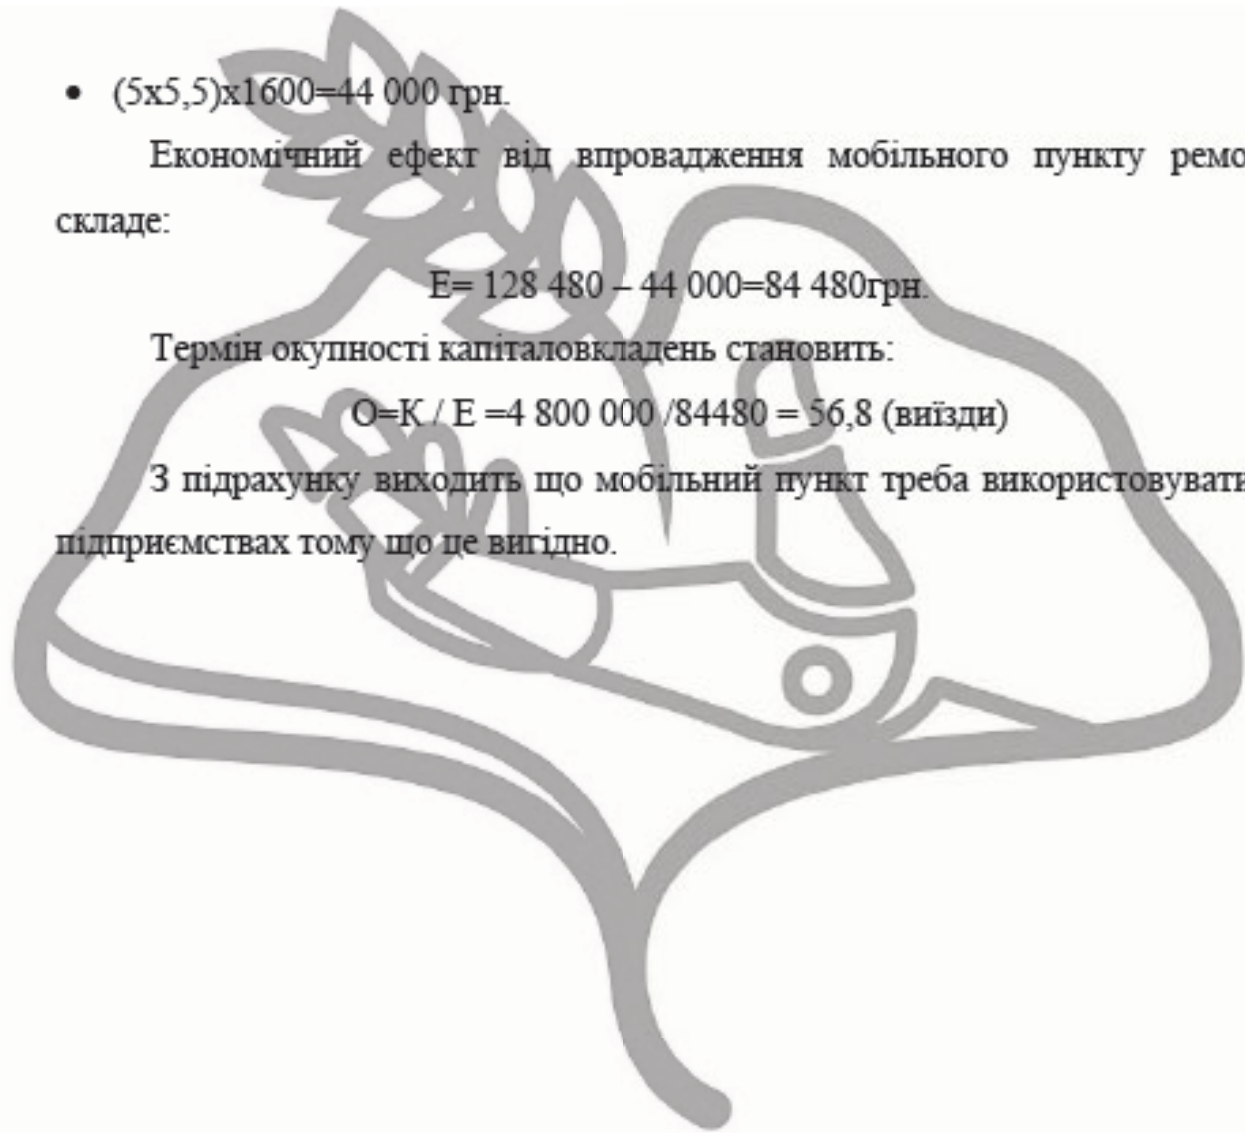 • (5х5,5)х1600=44 000 грн.
Економічний ефект від впровадження мобільного пункту ремо
складе:
Е= 128 480 – 44 000=84 480грн.
Термін окупності капіталовкладень становить:
О=К / Е =4 800 000 /84480 = 56,8 (виїзди)
З підрахунку виходить що мобільний пункт треба використовувати
підприємствах тому що це вигідно.